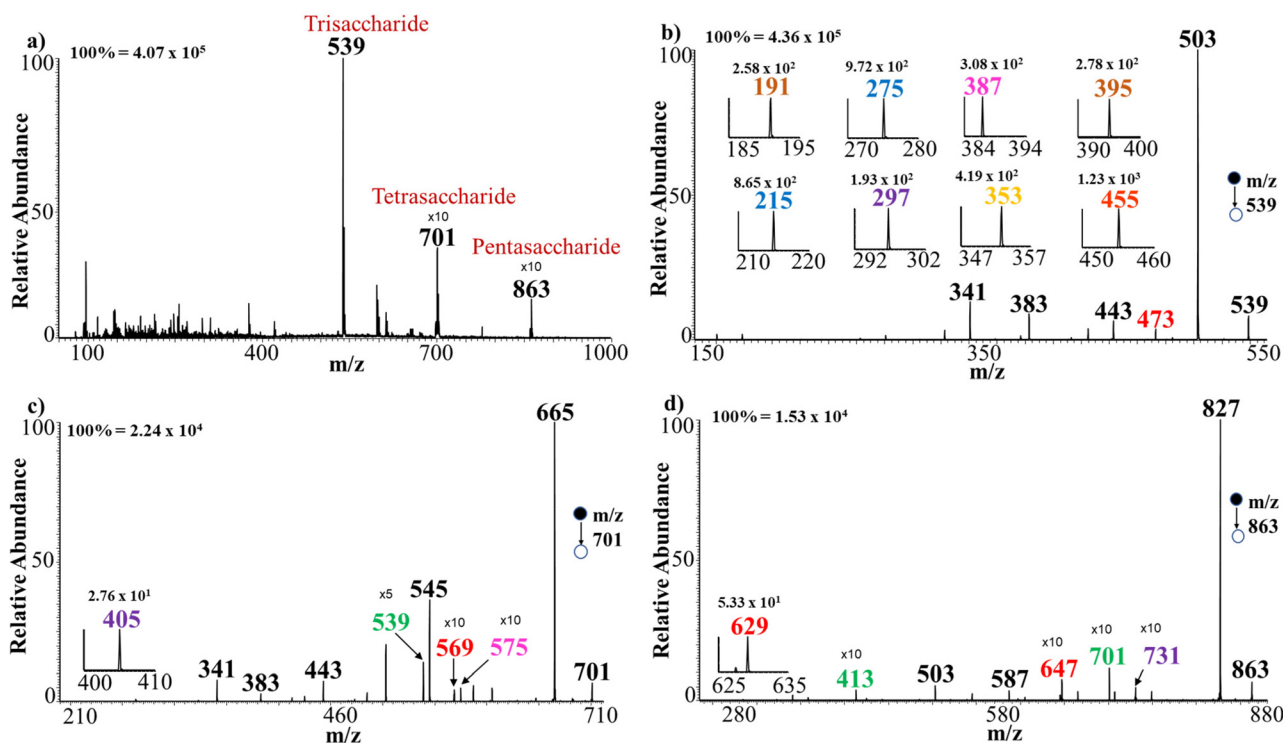 a)
100% = 4.07 x 10⁵
Trisaccharide
539
Tetrasaccharide
x10
701
Pentasaccharide
x10
863
Relative Abundance
100
50
0
100 400 700 1000
m/z
b)
100% = 4.36 x 10⁵
503
2.58 x 10²
191
185 195
9.72 x 10²
275
270 280
3.08 x 10²
387
384 394
2.78 x 10²
395
390 400
8.65 x 10²
215
210 220
1.93 x 10²
297
292 302
4.19 x 10²
353
347 357
1.23 x 10³
455
450 460
m/z
539
341
383
443
473
539
Relative Abundance
100
50
0
150 350 550
m/z
c)
100% = 2.24 x 10⁴
665
m/z
701
2.76 x 10¹
405
400 410
341
383
443
x5
539
545
x10
569
x10
575
701
Relative Abundance
100
50
0
210 460 710
m/z
d)
100% = 1.53 x 10⁴
827
m/z
863
5.33 x 10¹
629
625 635
x10
413
503
587
x10
647
x10
701
x10
731
863
Relative Abundance
100
50
0
280 580 880
m/z